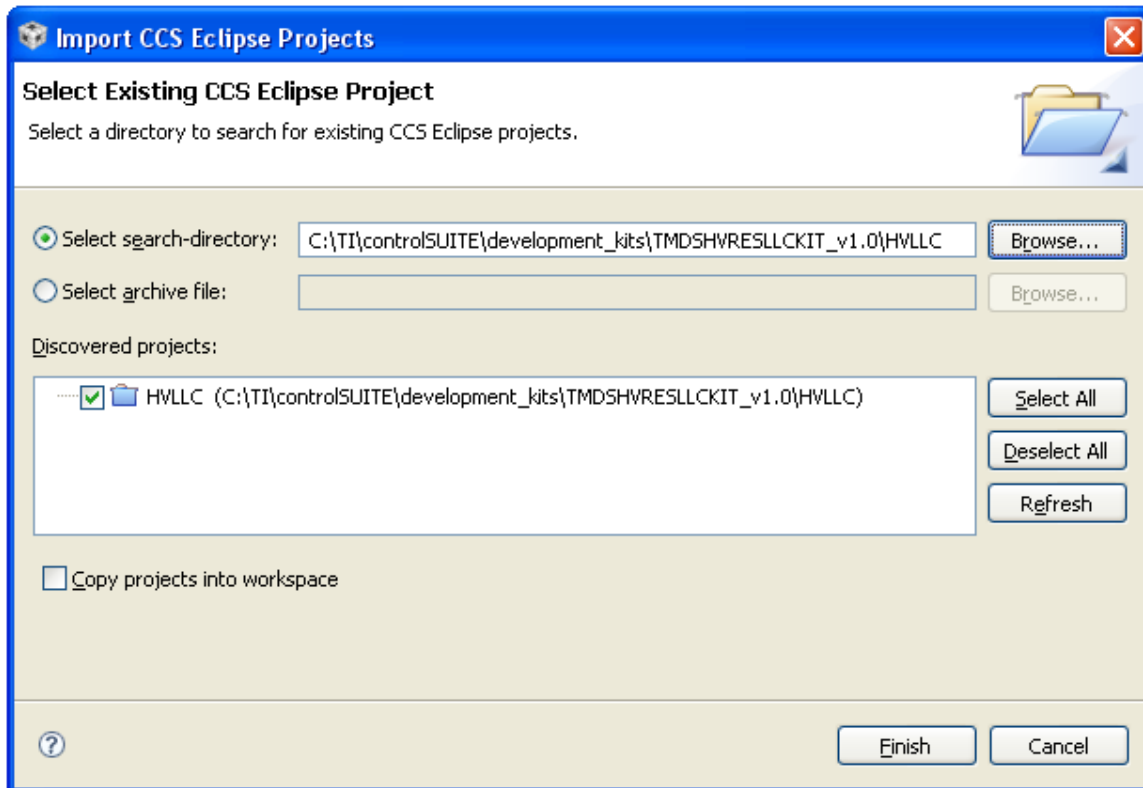 Import CCS Eclipse Projects
Select Existing CCS Eclipse Project
Select a directory to search for existing CCS Eclipse projects.
Select search-directory: C:\TI\controlSUITE\development_kits\TMDSHVRESLLCKIT_v1.0\HVLLC Browse...
Select archive file: Browse...
Discovered projects:
HVLLC (C:\TI\controlSUITE\development_kits\TMDSHVRESLLCKIT_v1.0\HVLLC)
Select All
Deselect All
Refresh
Copy projects into workspace
? Finish Cancel